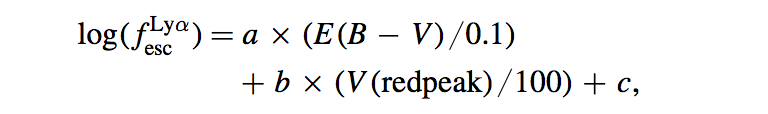 log(f_esc^Lyα) = a × (E(B − V)/0.1)
+ b × (V(redpeak)/100) + c,